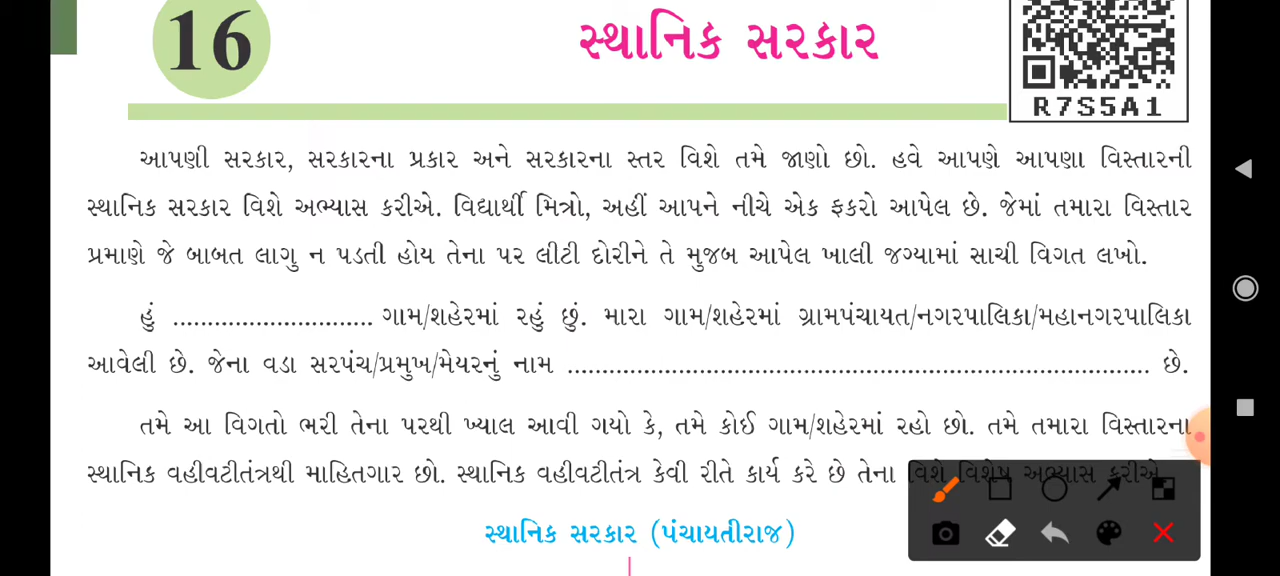 16
સ્થાનિક સરકાર
R7S5A1
આપણી સરકાર, સરકારના પ્રકાર અને સરકારના સ્તર વિશે તમે જાણો છો. હવે આપણે આપણા વિસ્તારની
સ્થાનિક સરકાર વિશે અભ્યાસ કરીએ. વિદ્યાર્થી મિત્રો, અહીં આપને નીચે એક ફકરો આપેલ છે. જેમાં તમારા વિસ્તાર
પ્રમાણે જે બાબત લાગુ ન પડતી હોય તેના પર લીટી દોરીને તે મુજબ આપેલ ખાલી જગ્યામાં સાચી વિગત લખો.
હું ............................. ગામ/શહેરમાં રહું છું. મારા ગામ/શહેરમાં ગ્રામપંચાયત/નગરપાલિકા/મહાનગરપાલિકા
આવેલી છે. જેના વડા સરપંચ/પ્રમુખ/મેયરનું નામ .................................................................................... છે.
તમે આ વિગતો ભરી તેના પરથી ખ્યાલ આવી ગયો કે, તમે કોઈ ગામ/શહેરમાં રહો છો. તમે તમારા વિસ્તારના
સ્થાનિક વહીવટીતંત્રથી માહિતગાર છો. સ્થાનિક વહીવટીતંત્ર કેવી રીતે કાર્ય કરે છે તેના વિશે વિશેષ અભ્યાસ કરીએ.
સ્થાનિક સરકાર (પંચાયતીરાજ)